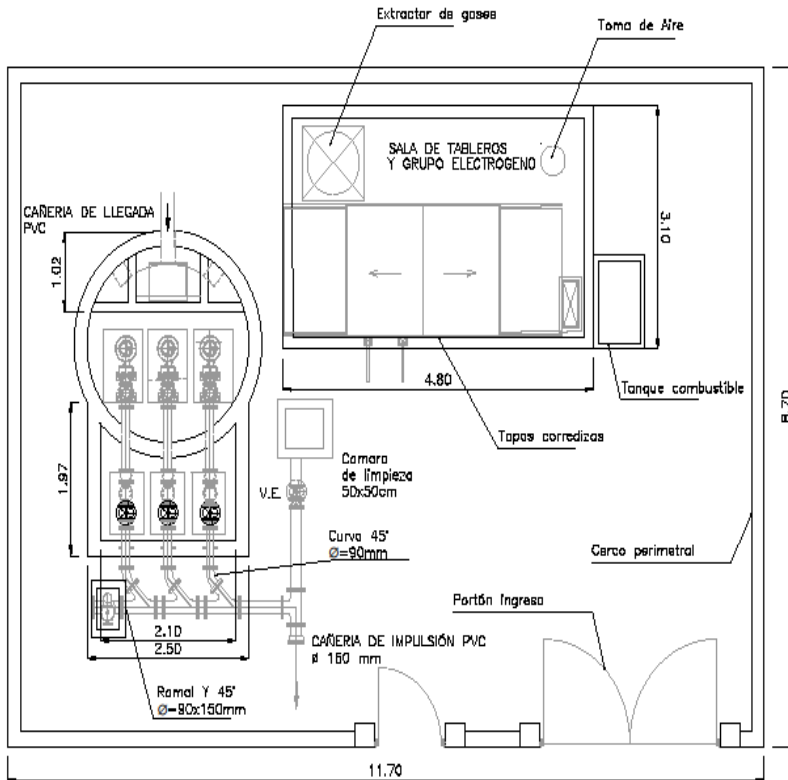 Extractor de gases
Toma de Aire
SALA DE TABLEROS
Y GRUPO ELECTROGENO
CAÑERIA DE LLEGADA
PVC
1.02
3.10
4.80
Tanque combustible
Tapas corredizas
1.97
Camara
de limpieza
50x50cm
V.E.
Curva 45°
Ø=90mm
Cerco perimetral
Portón Ingreso
2.10
2.50
CAÑERIA DE IMPULSIÓN PVC
ø 160 mm
Ramal Y 45°
Ø=90x150mm
11.70